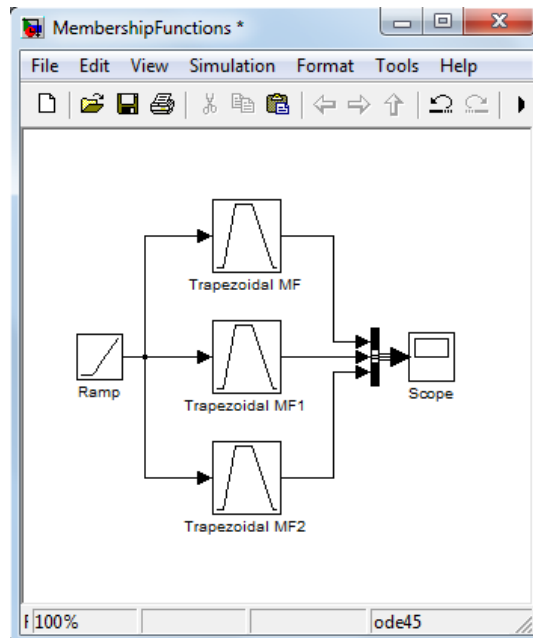 MembershipFunctions *
File Edit View Simulation Format Tools Help
Trapezoidal MF
Ramp
Trapezoidal MF1
Scope
Trapezoidal MF2
F 100% ode45